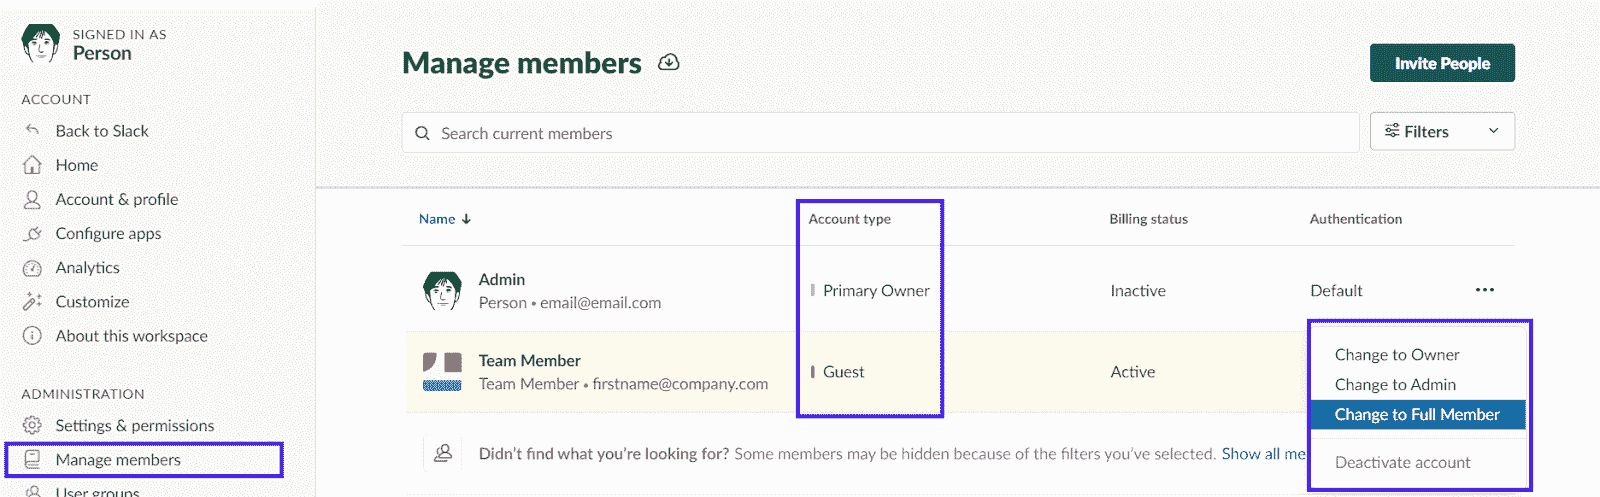 SIGNED IN AS
Person
ACCOUNT
Back to Slack
Home
Account & profile
Configure apps
Analytics
Customize
About this workspace
ADMINISTRATION
Settings & permissions
Manage members
User groups
Manage members
Invite People
Search current members
Filters
Name
Account type
Billing status
Authentication
Admin
Person • email@email.com
Primary Owner
Inactive
Default
Team Member
Team Member • firstname@company.com
Guest
Active
Change to Owner
Change to Admin
Change to Full Member
Deactivate account
Didn't find what you're looking for? Some members may be hidden because of the filters you've selected. Show all me